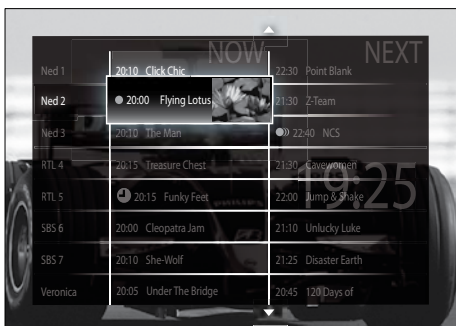 NOW NEXT
Ned 1 20:10 Click Chic 22:30 Point Blank
Ned 2 20:00 Flying Lotus 21:30 Z-Team
Ned 3 20:10 The Man 22:40 NCS
RTL 4 20:15 Treasure Chest 21:30 Cavewomen
19:25
RTL 5 20:15 Funky Feet 22:00 Jump & Shake
PHILIPS
SBS 6 20:00 Cleopatra Jam 21:10 Unlucky Luke
SBS 7 20:10 She-Wolf 21:25 Disaster Earth
Veronica 20:05 Under The Bridge 20:45 120 Days of